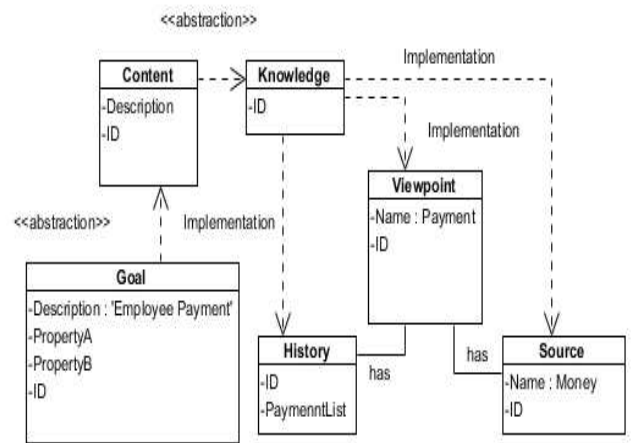 <<abstraction>>
Content
-Description
-ID
Knowledge
-ID
Implementation
Implementation
Viewpoint
-Name : Payment
-ID
<<abstraction>>
Implementation
Goal
-Description : 'Employee Payment'
-PropertyA
-PropertyB
-ID
History
-ID
-PaymenntList
has
has
Source
-Name : Money
-ID